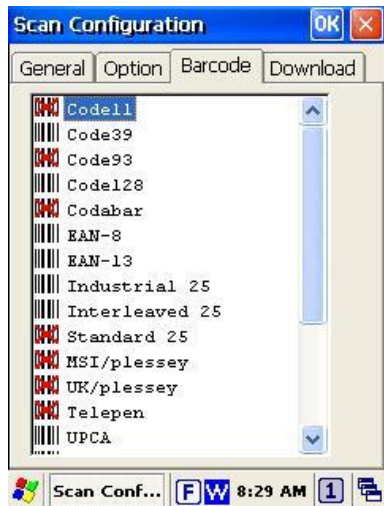 Scan Configuration OK
General Option Barcode Download
Code11
Code39
Code93
Code128
Codabar
EAN-8
EAN-13
Industrial 25
Interleaved 25
Standard 25
MSI/plessey
UK/plessey
Telepen
UPCA
Scan Conf... F W 8:29 AM 1